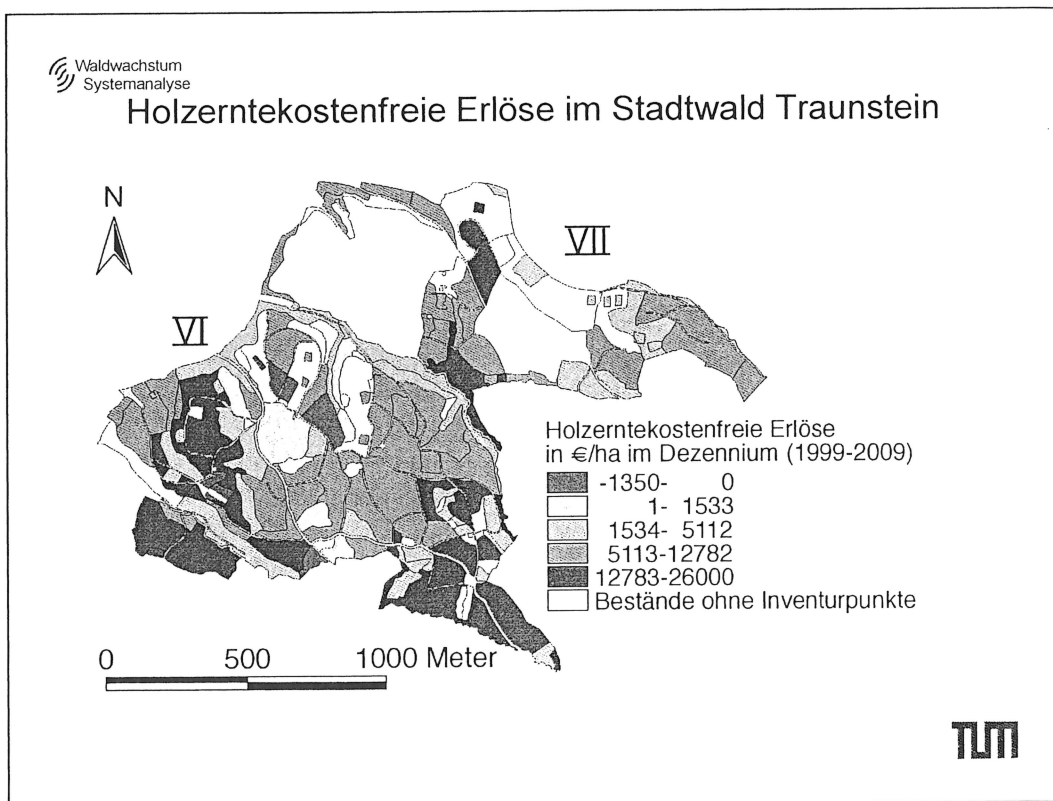 Waldwachstum
Systemanalyse
Holzerntekostenfreie Erlöse im Stadtwald Traunstein
N
VII
VI
Holzerntekostenfreie Erlöse
in €/ha im Dezennium (1999-2009)
-1350- 0
1- 1533
1534- 5112
5113-12782
12783-26000
Bestände ohne Inventurpunkte
0 500 1000 Meter
TUM